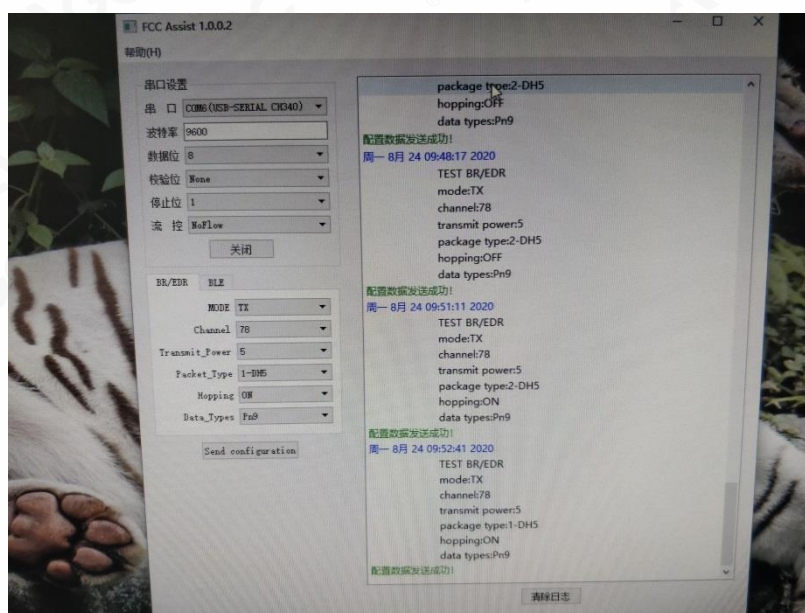 FCC Assist 1.0.0.2
帮助(H)
串口设置
串 口 COM6(USB-SERIAL CH340)
波特率 9600
数据位 8
校验位 None
停止位 1
流 控 NoFlow
关闭
BR/EDR BLE
MODE TX
Channel 78
Transmit_Power 5
Packet_Type 1-DH5
Hopping ON
Data_Types Pn9
Send configuration
package type:2-DH5
hopping:OFF
data types:Pn9
配置数据发送成功!
周一 8月 24 09:48:17 2020
TEST BR/EDR
mode:TX
channel:78
transmit power:5
package type:2-DH5
hopping:OFF
data types:Pn9
配置数据发送成功!
周一 8月 24 09:51:11 2020
TEST BR/EDR
mode:TX
channel:78
transmit power:5
package type:2-DH5
hopping:ON
data types:Pn9
配置数据发送成功!
周一 8月 24 09:52:41 2020
TEST BR/EDR
mode:TX
channel:78
transmit power:5
package type:1-DH5
hopping:ON
data types:Pn9
配置数据发送成功!
清除日志